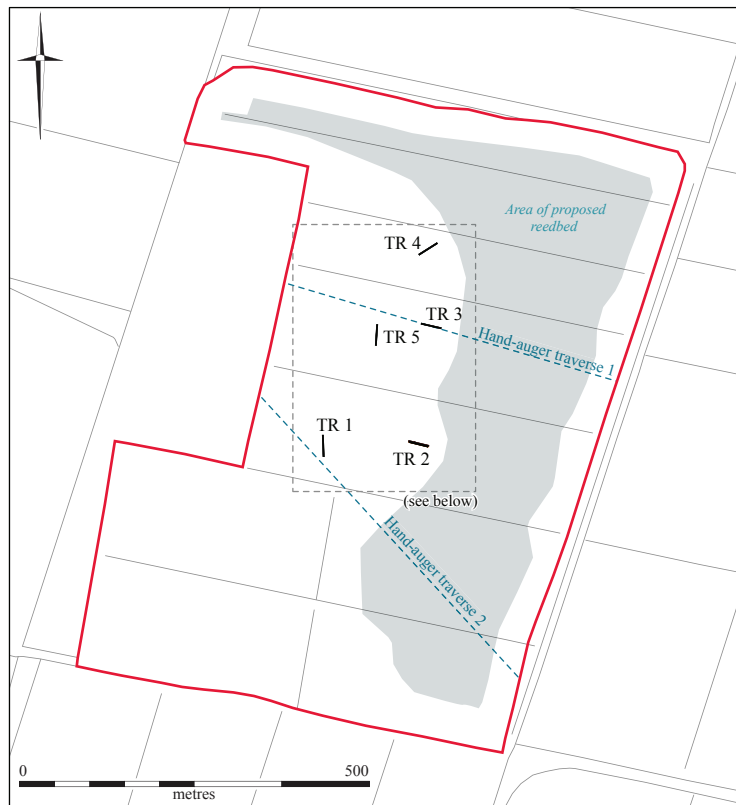 Area of proposed
reedbed
TR 4
TR 3
TR 5
Hand-auger traverse 1
TR 1
TR 2
(see below)
Hand-auger traverse 2
0
500
metres